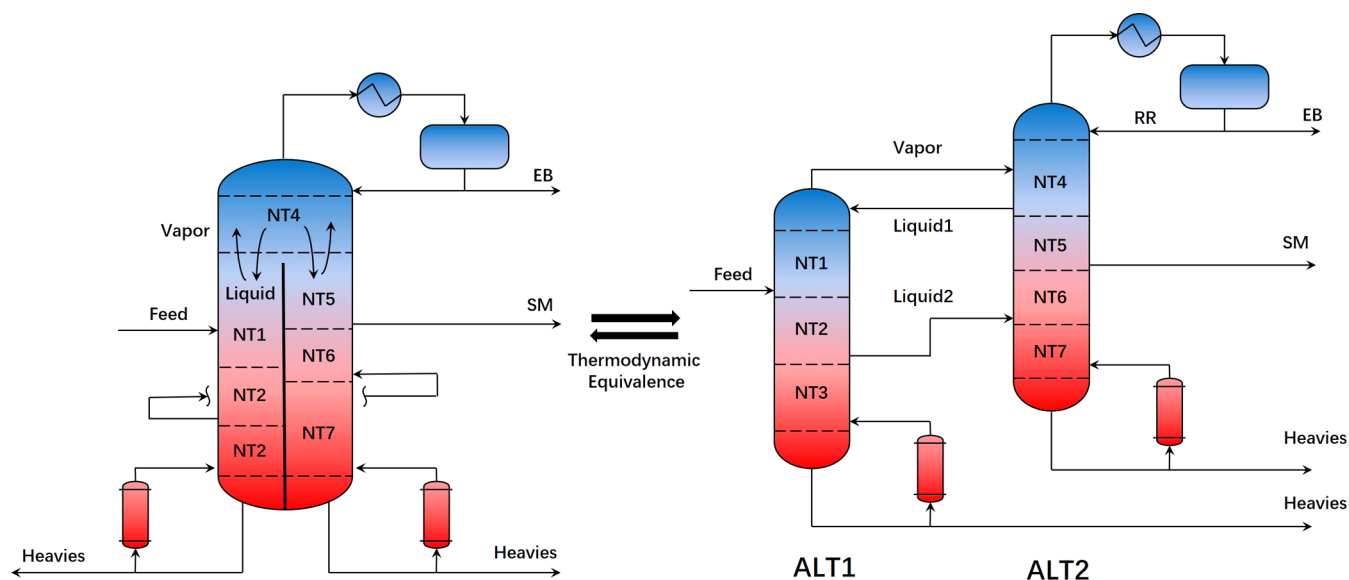 EB
NT4
Vapor
Liquid
NT5
Feed
SM
NT1
NT6
NT2
NT7
NT2
Heavies
Heavies
Thermodynamic
Equivalence
RR
EB
Vapor
NT4
Liquid1
NT5
SM
NT1
Feed
Liquid2
NT6
NT2
NT7
NT3
Heavies
Heavies
ALT1
ALT2